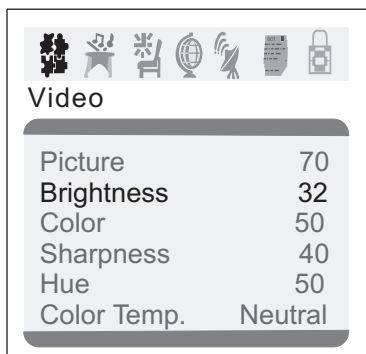 Video
Picture 70
Brightness 32
Color 50
Sharpness 40
Hue 50
Color Temp. Neutral